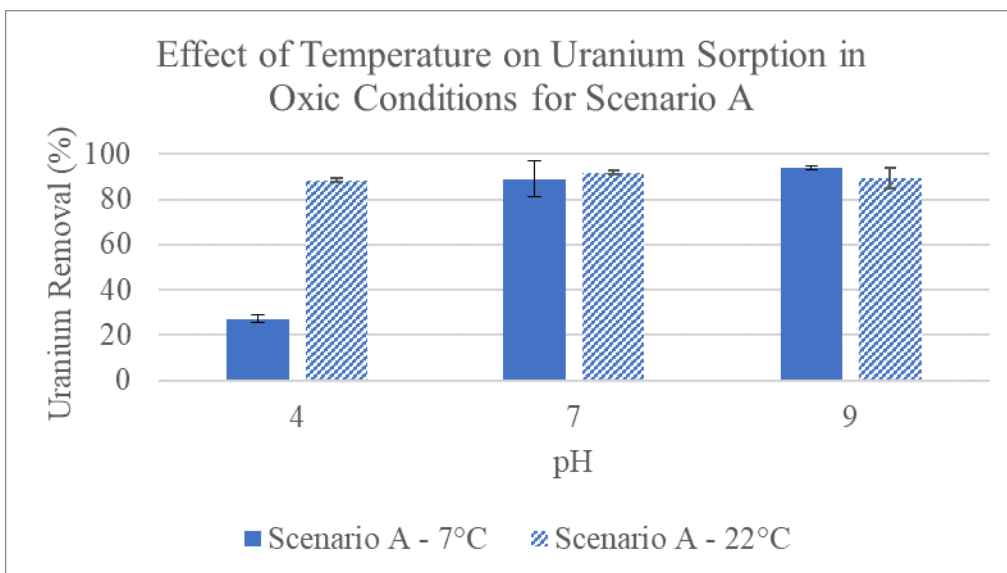 Effect of Temperature on Uranium Sorption in
Oxic Conditions for Scenario A
Uranium Removal (%)
100
80
60
40
20
0
4 7 9
pH
Scenario A - 7°C Scenario A - 22°C